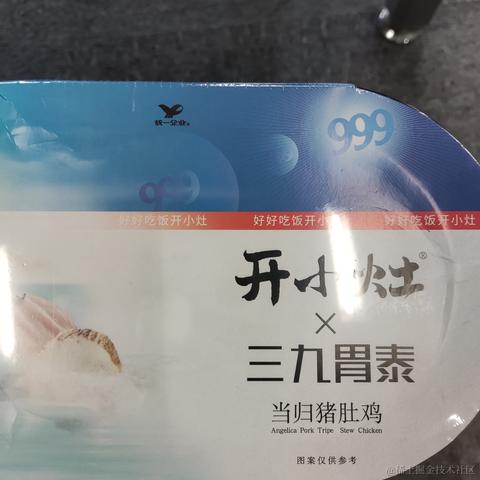 统一企业
999
999
好好吃饭开小灶
好好吃饭开小灶
好好吃饭开小灶
开小灶®
×
三九胃泰
当归猪肚鸡
Angelica Pork Tripe Stew Chicken
图案仅供参考
@稀土掘金技术社区